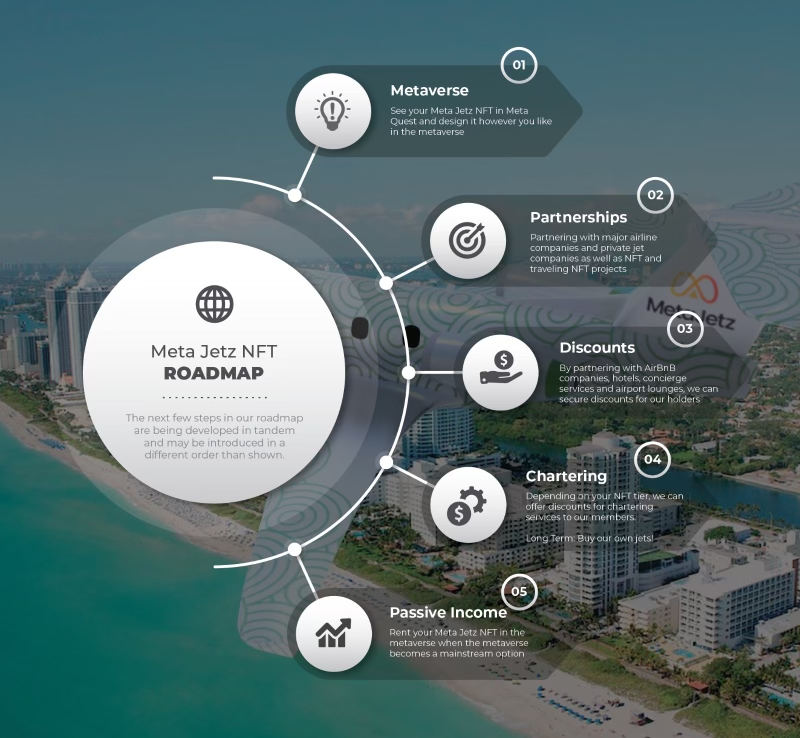 Meta Jetz NFT
ROADMAP
The next few steps in our roadmap
are being developed in tandem
and may be introduced in a
different order than shown.
01
Metaverse
See your Meta Jetz NFT in Meta
Quest and design it however you like
in the metaverse
02
Partnerships
Partnering with major airline
companies and private jet
companies as well as NFT and
traveling NFT projects
Meta Jetz
03
Discounts
By partnering with AirBnB
companies, hotels, concierge
services and airport lounges, we can
secure discounts for our holders
04
Chartering
Depending on your NFT tier, we can
offer discounts for chartering
services to our members.
Long Term: Buy our own jets!
05
Passive Income
Rent your Meta Jetz NFT in the
metaverse when the metaverse
becomes a mainstream option